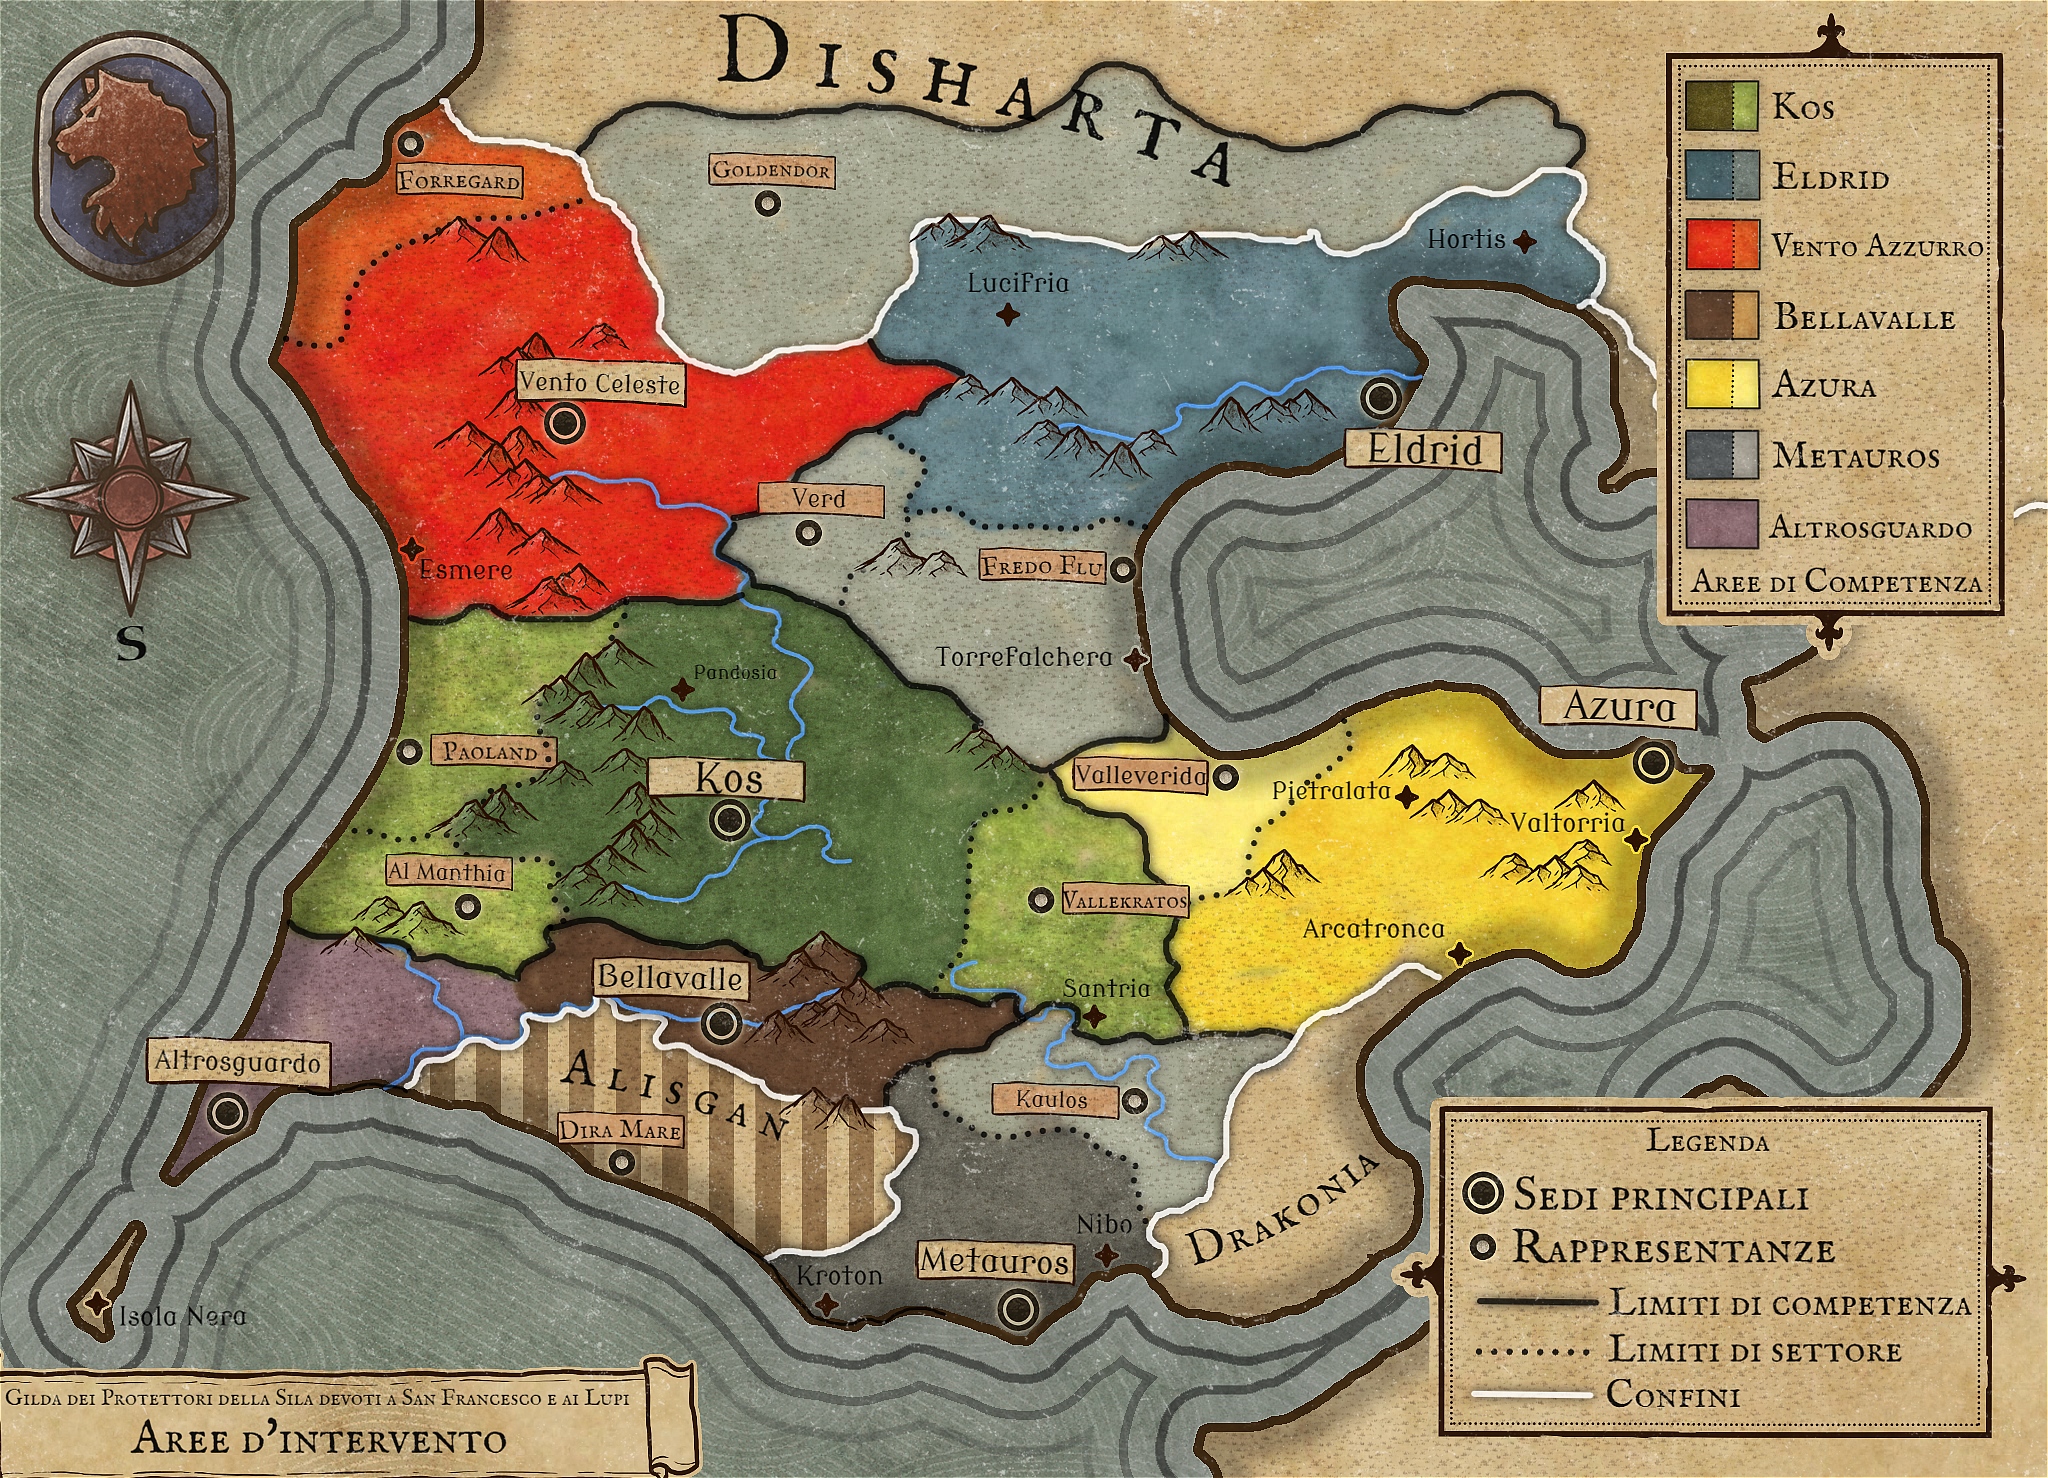 Disharta
Forregard
Goldendor
Hortis
Lucifria
Vento Celeste
Eldrid
Verd
Esmere
Fredo Flu
Torrefalchera
Pandosia
Paoland
Kos
Azura
Valleverida
Pietralata
Valtorria
Al Manthia
Vallekratos
Arcatronca
Bellavalle
Santria
Altrosguardo
Alisgan
Dira Mare
Kaulos
Drakonia
Nibo
Metauros
Kroton
Isola Nera
S
Kos
Eldrid
Vento Azzurro
Bellavalle
Azura
Metauros
Altrosguardo
Aree di Competenza
Legenda
Sedi principali
Rappresentanze
Limiti di competenza
Limiti di settore
Confini
Gilda dei Protettori della Sila devoti a San Francesco e ai Lupi
Aree d'intervento